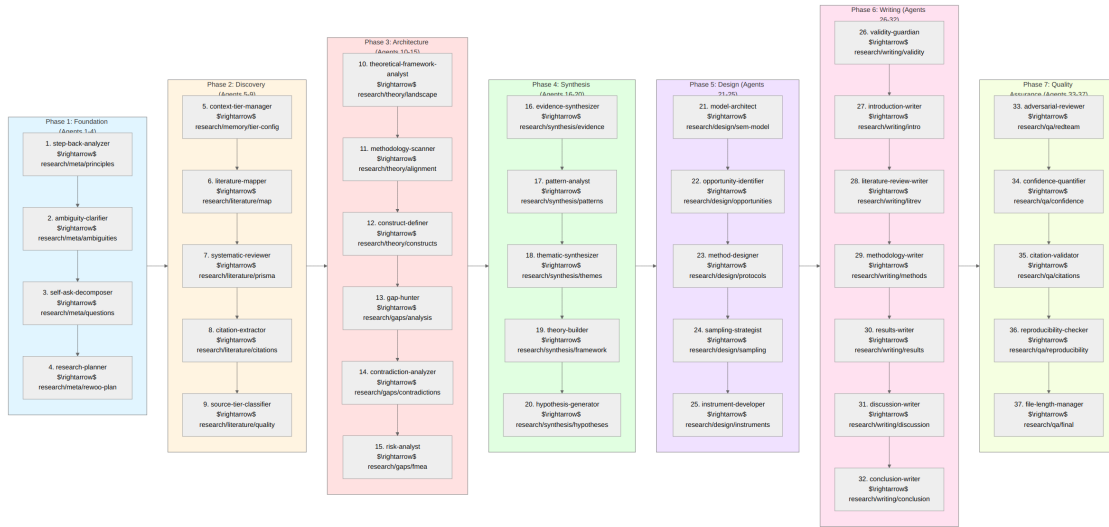 Phase 1: Foundation
(Agents 1-4)
1. step-back-analyzer
$\rightarrow$
research/meta/principles
2. ambiguity-clarifier
$\rightarrow$
research/meta/ambiguities
3. self-ask-decomposer
$\rightarrow$
research/meta/questions
4. research-planner
$\rightarrow$
research/meta/rewoo-plan
Phase 2: Discovery
(Agents 5-9)
5. context-tier-manager
$\rightarrow$
research/memory/tier-config
6. literature-mapper
$\rightarrow$
research/literature/map
7. systematic-reviewer
$\rightarrow$
research/literature/prisma
8. citation-extractor
$\rightarrow$
research/literature/citations
9. source-tier-classifier
$\rightarrow$
research/literature/quality
Phase 3: Architecture
(Agents 10-15)
10. theoretical-framework-
analyst
$\rightarrow$
research/theory/landscape
11. methodology-scanner
$\rightarrow$
research/theory/alignment
12. construct-definer
$\rightarrow$
research/theory/constructs
13. gap-hunter
$\rightarrow$
research/gaps/analysis
14. contradiction-analyzer
$\rightarrow$
research/gaps/contradictions
15. risk-analyst
$\rightarrow$
research/gaps/fmea
Phase 4: Synthesis
(Agents 16-20)
16. evidence-synthesizer
$\rightarrow$
research/synthesis/evidence
17. pattern-analyst
$\rightarrow$
research/synthesis/patterns
18. thematic-synthesizer
$\rightarrow$
research/synthesis/themes
19. theory-builder
$\rightarrow$
research/synthesis/framework
20. hypothesis-generator
$\rightarrow$
research/synthesis/hypotheses
Phase 5: Design (Agents
21-25)
21. model-architect
$\rightarrow$
research/design/sem-model
22. opportunity-identifier
$\rightarrow$
research/design/opportunities
23. method-designer
$\rightarrow$
research/design/protocols
24. sampling-strategist
$\rightarrow$
research/design/sampling
25. instrument-developer
$\rightarrow$
research/design/instruments
Phase 6: Writing (Agents
26-32)
26. validity-guardian
$\rightarrow$
research/writing/validity
27. introduction-writer
$\rightarrow$
research/writing/intro
28. literature-review-writer
$\rightarrow$
research/writing/litrev
29. methodology-writer
$\rightarrow$
research/writing/methods
30. results-writer
$\rightarrow$
research/writing/results
31. discussion-writer
$\rightarrow$
research/writing/discussion
32. conclusion-writer
$\rightarrow$
research/writing/conclusion
Phase 7: Quality
Assurance (Agents 33-37)
33. adversarial-reviewer
$\rightarrow$
research/qa/redteam
34. confidence-quantifier
$\rightarrow$
research/qa/confidence
35. citation-validator
$\rightarrow$
research/qa/citations
36. reproducibility-checker
$\rightarrow$
research/qa/reproducibility
37. file-length-manager
$\rightarrow$
research/qa/final